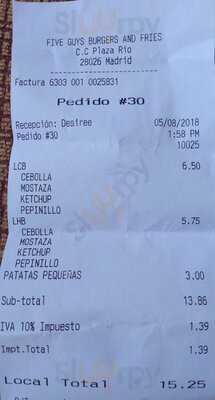 FIVE GUYS BURGERS AND FRIES
C.C Plaza Rio
28026 Madrid
Factura 6303 001 0025831
Pedido #30
Recepción: Desiree 05/08/2018
Pedido #30 1:58 PM
10025
LCB 6.50
CEBOLLA
MOSTAZA
KETCHUP
PEPINILLO
LHB 5.75
CEBOLLA
MOSTAZA
KETCHUP
PEPINILLO
PATATAS PEQUEÑAS 3.00
Sub-total 13.86
IVA 10% Impuesto 1.39
Impt.Total 1.39
Local Total 15.25